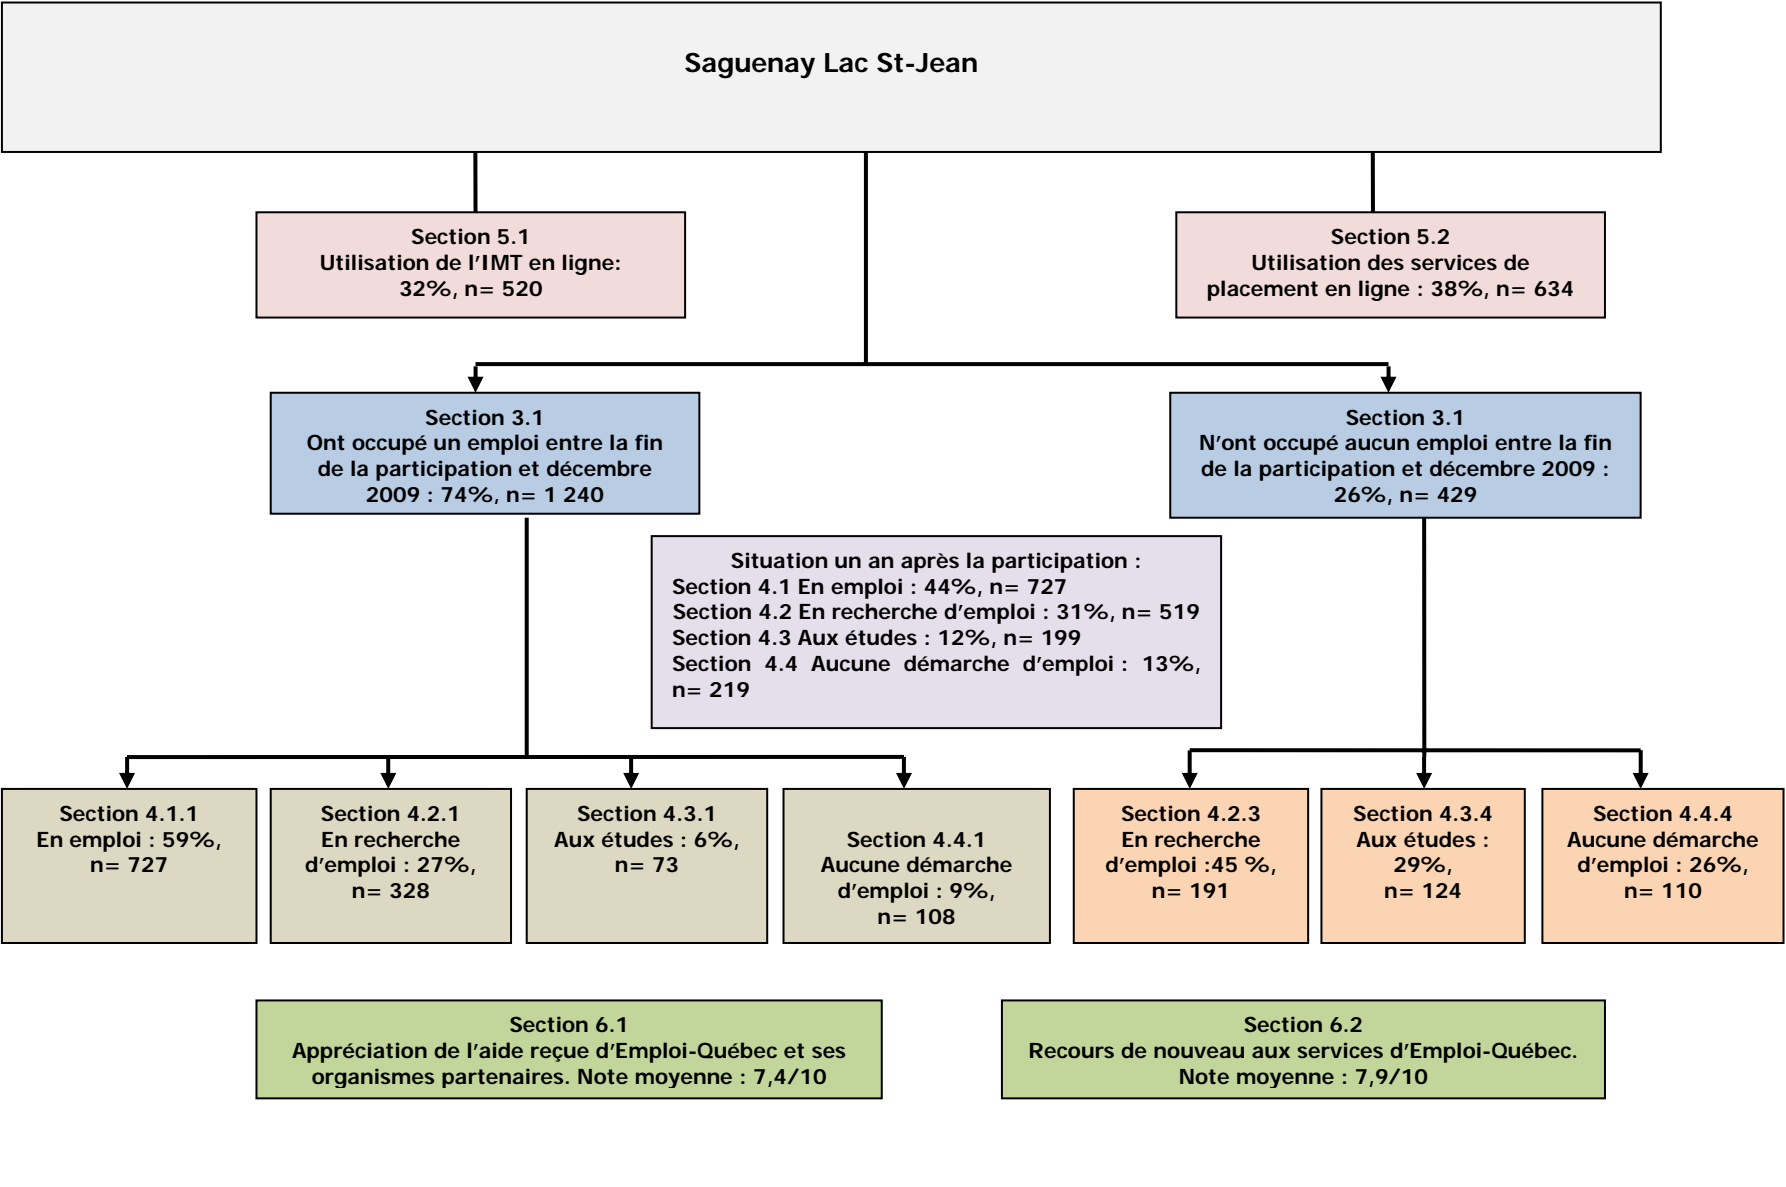 Saguenay Lac St-Jean
Section 5.1
Utilisation de l'IMT en ligne:
32%, n= 520
Section 5.2
Utilisation des services de
placement en ligne : 38%, n= 634
Section 3.1
Ont occupé un emploi entre la fin
de la participation et décembre
2009 : 74%, n= 1 240
Section 3.1
N'ont occupé aucun emploi entre la fin
de la participation et décembre 2009 :
26%, n= 429
Situation un an après la participation :
Section 4.1 En emploi : 44%, n= 727
Section 4.2 En recherche d'emploi : 31%, n= 519
Section 4.3 Aux études : 12%, n= 199
Section 4.4 Aucune démarche d'emploi : 13%,
n= 219
Section 4.1.1
En emploi : 59%,
n= 727
Section 4.2.1
En recherche
d'emploi : 27%,
n= 328
Section 4.3.1
Aux études : 6%,
n= 73
Section 4.4.1
Aucune démarche
d'emploi : 9%,
n= 108
Section 4.2.3
En recherche
d'emploi :45 %,
n= 191
Section 4.3.4
Aux études :
29%,
n= 124
Section 4.4.4
Aucune démarche
d'emploi : 26%,
n= 110
Section 6.1
Appréciation de l'aide reçue d'Emploi-Québec et ses
organismes partenaires. Note moyenne : 7,4/10
Section 6.2
Recours de nouveau aux services d'Emploi-Québec.
Note moyenne : 7,9/10